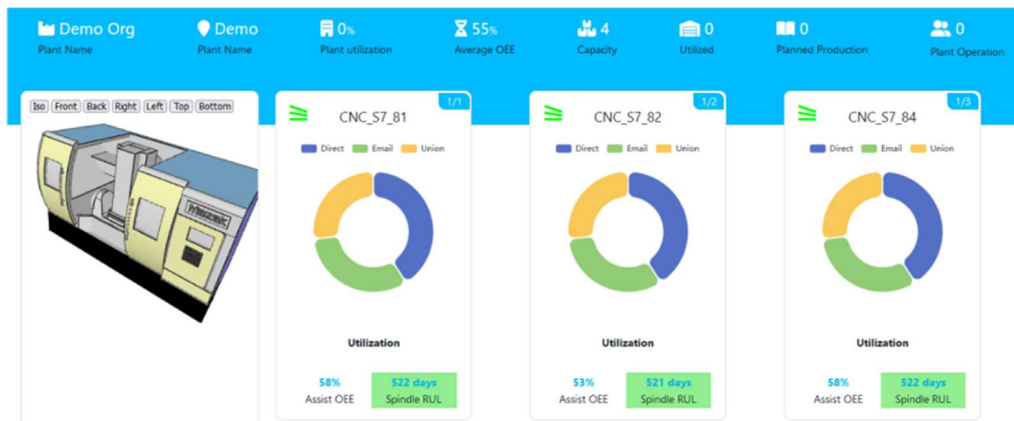 Demo Org
Plant Name
Demo
Plant Name
0%
Plant utilization
55%
Average OEE
4
Capacity
0
Utilized
0
Planned Production
0
Plant Operation
Iso Front Back Right Left Top Bottom
1/1
CNC_S7_81
Direct Email Union
Utilization
58%
Assist OEE
522 days
Spindle RUL
1/2
CNC_S7_82
Direct Email Union
Utilization
53%
Assist OEE
521 days
Spindle RUL
1/3
CNC_S7_84
Direct Email Union
Utilization
58%
Assist OEE
522 days
Spindle RUL